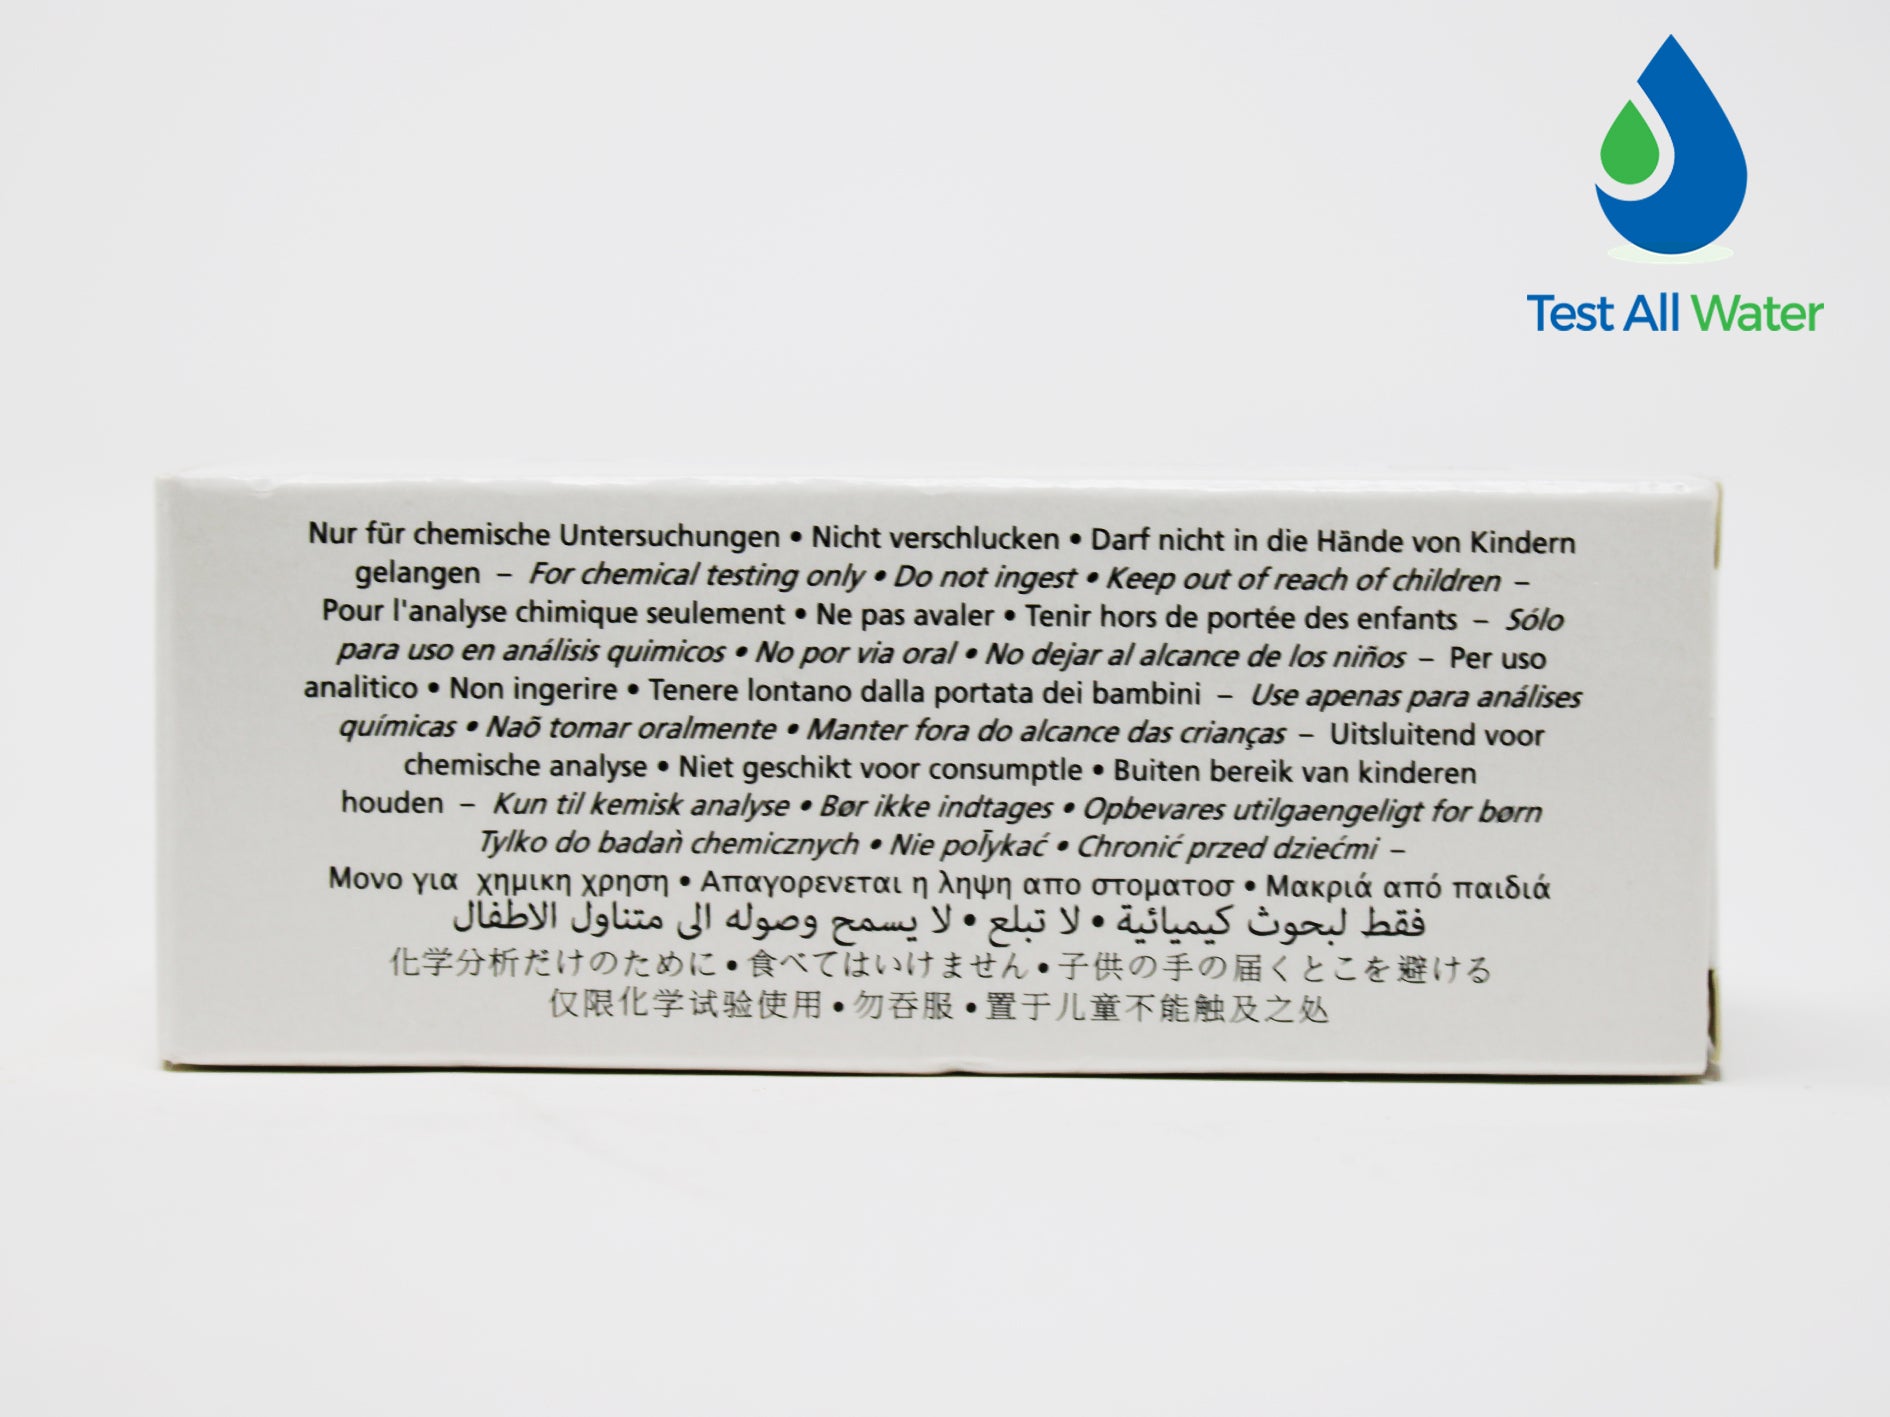 Test All Water
Nur für chemische Untersuchungen • Nicht verschlucken • Darf nicht in die Hände von Kindern
gelangen – For chemical testing only • Do not ingest • Keep out of reach of children –
Pour l'analyse chimique seulement • Ne pas avaler • Tenir hors de portée des enfants – Sólo
para uso en análisis quimicos • No por via oral • No dejar al alcance de los niños – Per uso
analitico • Non ingerire • Tenere lontano dalla portata dei bambini – Use apenas para análises
químicas • Naõ tomar oralmente • Manter fora do alcance das crianças – Uitsluitend voor
chemische analyse • Niet geschikt voor consumptle • Buiten bereik van kinderen
houden – Kun til kemisk analyse • Bør ikke indtages • Opbevares utilgaengeligt for børn
Tylko do badaǹ chemicznych • Nie pol̄ykać • Chronić przed dziećmi –
Μονο για χημικη χρηση • Απαγορενεται η ληψη απο στοματοσ • Μακριά από παιδιά
فقط لبحوث كيميائية • لا تبلع • لا يسمح وصوله الى متناول الاطفال
化学分析だけのために • 食べてはいけません • 子供の手の届くとこを避ける
仅限化学试验使用 • 勿吞服 • 置于儿童不能触及之处